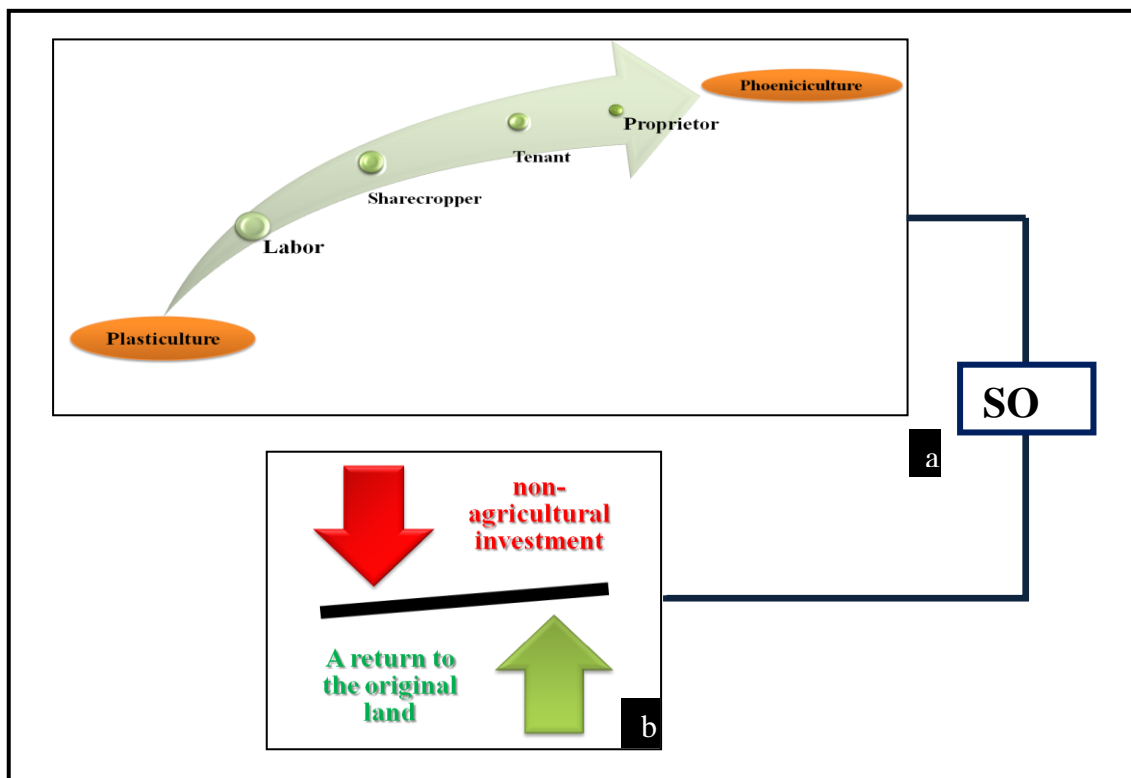 Phoeniciculture
Proprietor
Tenant
Sharecropper
Labor
Plasticulture
SO
a
non-
agricultural
investment
A return to
the original
land
b